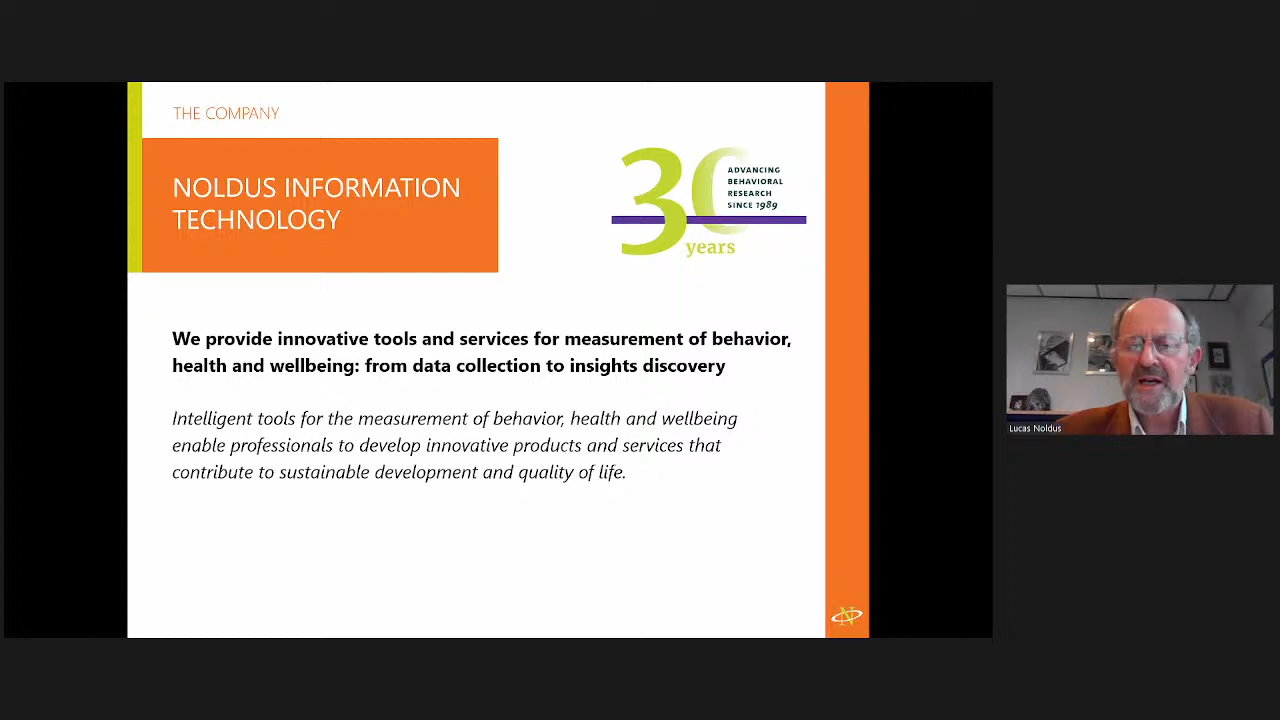 THE COMPANY
NOLDUS INFORMATION
TECHNOLOGY
30
years
ADVANCING
BEHAVIORAL
RESEARCH
SINCE 1989
We provide innovative tools and services for measurement of behavior,
health and wellbeing: from data collection to insights discovery
Intelligent tools for the measurement of behavior, health and wellbeing
enable professionals to develop innovative products and services that
contribute to sustainable development and quality of life.
N
Lucas Noldus